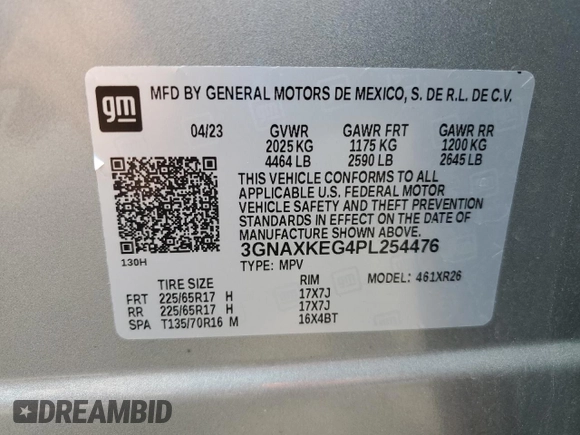 gm MFD BY GENERAL MOTORS DE MEXICO, S. DE R.L. DE C.V.
04/23 GVWR GAWR FRT GAWR RR
2025 KG 1175 KG 1200 KG
4464 LB 2590 LB 2645 LB
THIS VEHICLE CONFORMS TO ALL
APPLICABLE U.S. FEDERAL MOTOR
VEHICLE SAFETY AND THEFT PREVENTION
STANDARDS IN EFFECT ON THE DATE
OF MANUFACTURE SHOWN ABOVE.
3GNAXKEG4PL254476
130H TYPE: MPV MODEL: 461XR26
TIRE SIZE RIM
FRT 225/65R17 H 17X7J
RR 225/65R17 H 17X7J
SPA T135/70R16 M 16X4BT
DREAMBID